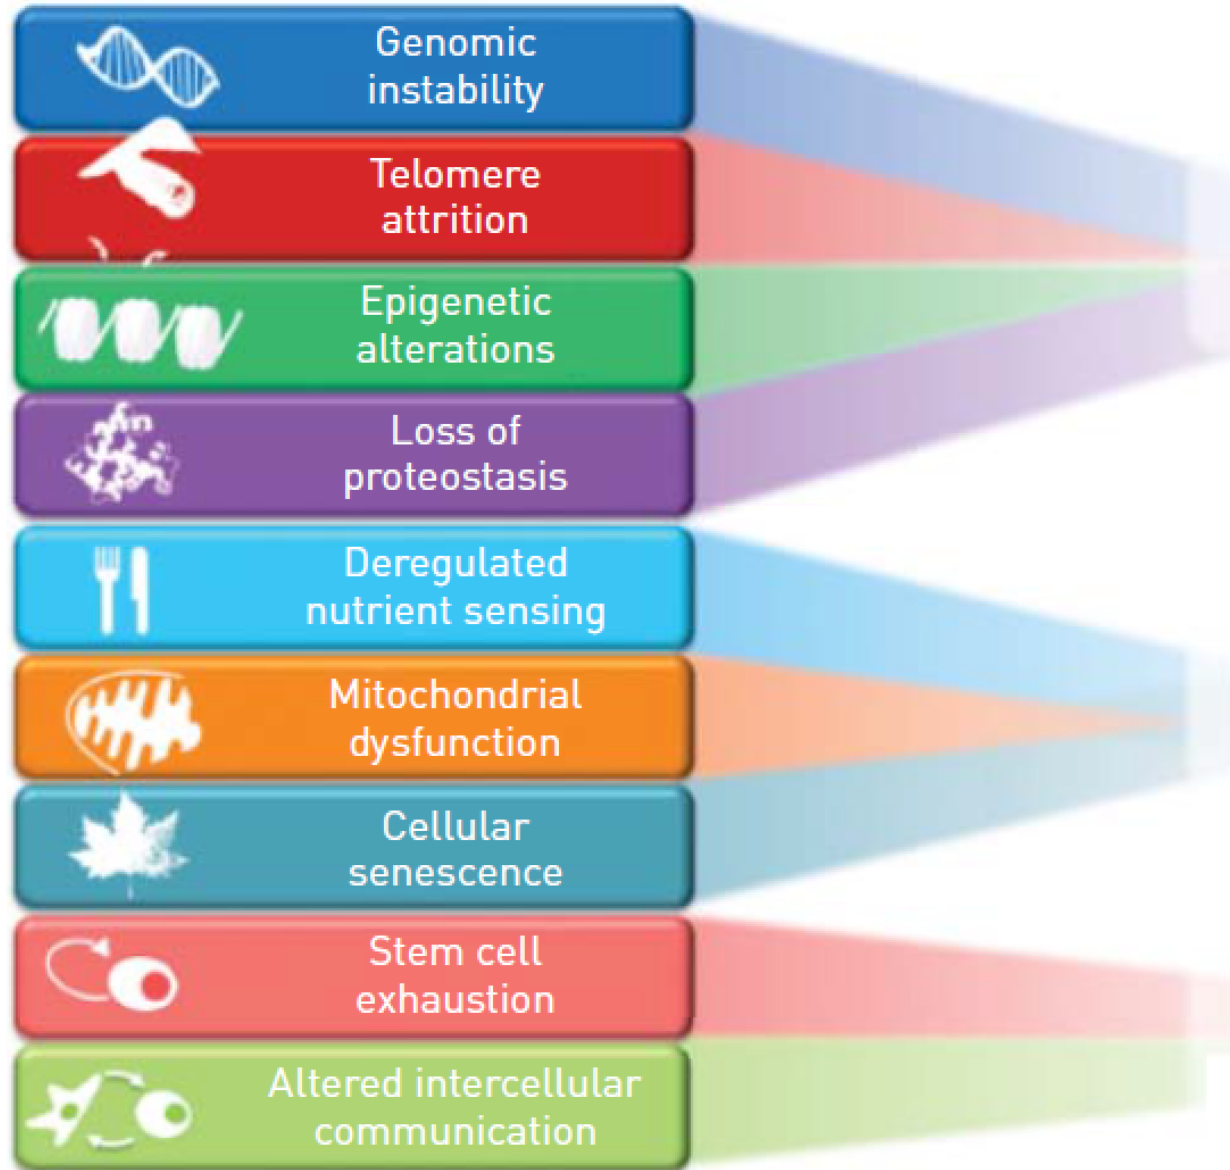 Genomic
instability
Telomere
attrition
Epigenetic
alterations
Loss of
proteostasis
Deregulated
nutrient sensing
Mitochondrial
dysfunction
Cellular
senescence
Stem cell
exhaustion
Altered intercellular
communication